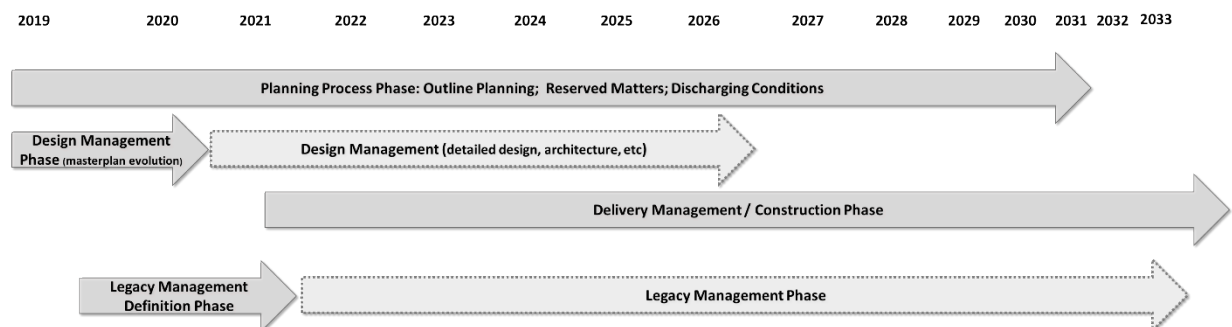 2019 2020 2021 2022 2023 2024 2025 2026 2027 2028 2029 2030 2031 2032 2033
Planning Process Phase: Outline Planning; Reserved Matters; Discharging Conditions
Design Management
Phase (masterplan evolution)
Design Management (detailed design, architecture, etc)
Delivery Management / Construction Phase
Legacy Management
Definition Phase
Legacy Management Phase